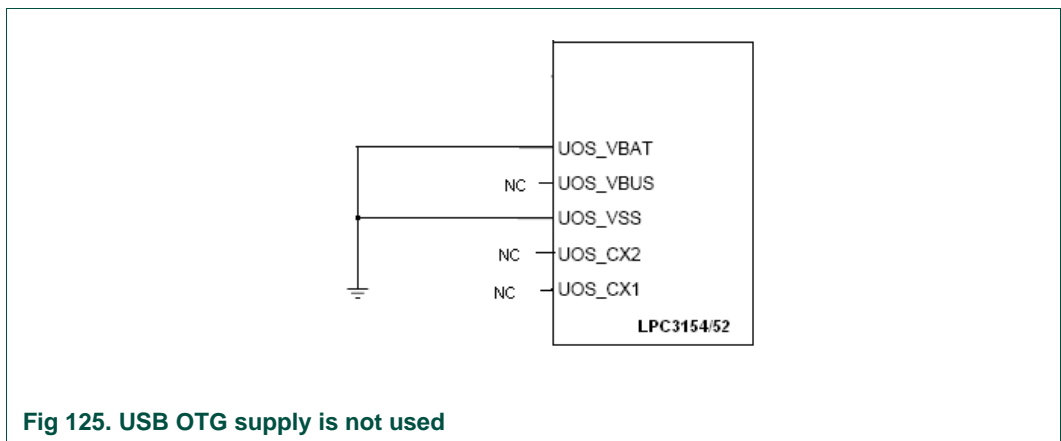 UOS_VBAT
NC UOS_VBUS
UOS_VSS
NC UOS_CX2
NC UOS_CX1
LPC3154/52
Fig 125. USB OTG supply is not used